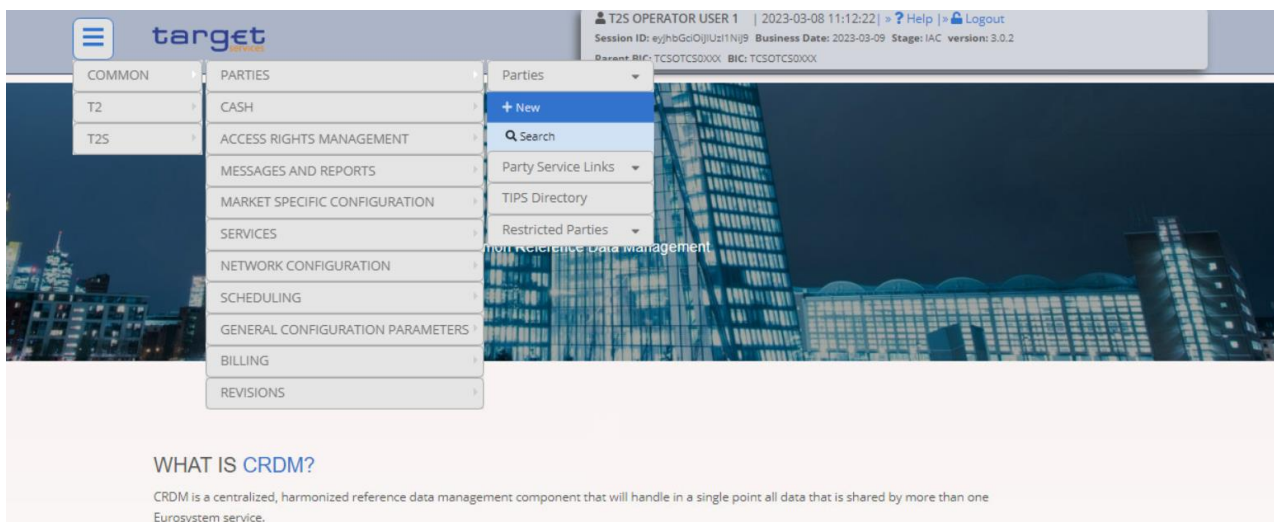 T2S OPERATOR USER 1 | 2023-03-08 11:12:22| » ? Help |» Logout
Session ID: eyJhbGciOiJIUzI1NiJ9 Business Date: 2023-03-09 Stage: IAC version: 3.0.2
Parent BIC: TCSOTCS0XXX BIC: TCSOTCS0XXX
target
services
COMMON
T2
T2S
PARTIES
CASH
ACCESS RIGHTS MANAGEMENT
MESSAGES AND REPORTS
MARKET SPECIFIC CONFIGURATION
SERVICES
NETWORK CONFIGURATION
SCHEDULING
GENERAL CONFIGURATION PARAMETERS
BILLING
REVISIONS
Parties
+ New
Search
Party Service Links
TIPS Directory
Restricted Parties
mon Reference Data Management
WHAT IS CRDM?
CRDM is a centralized, harmonized reference data management component that will handle in a single point all data that is shared by more than one
Eurosystem service.